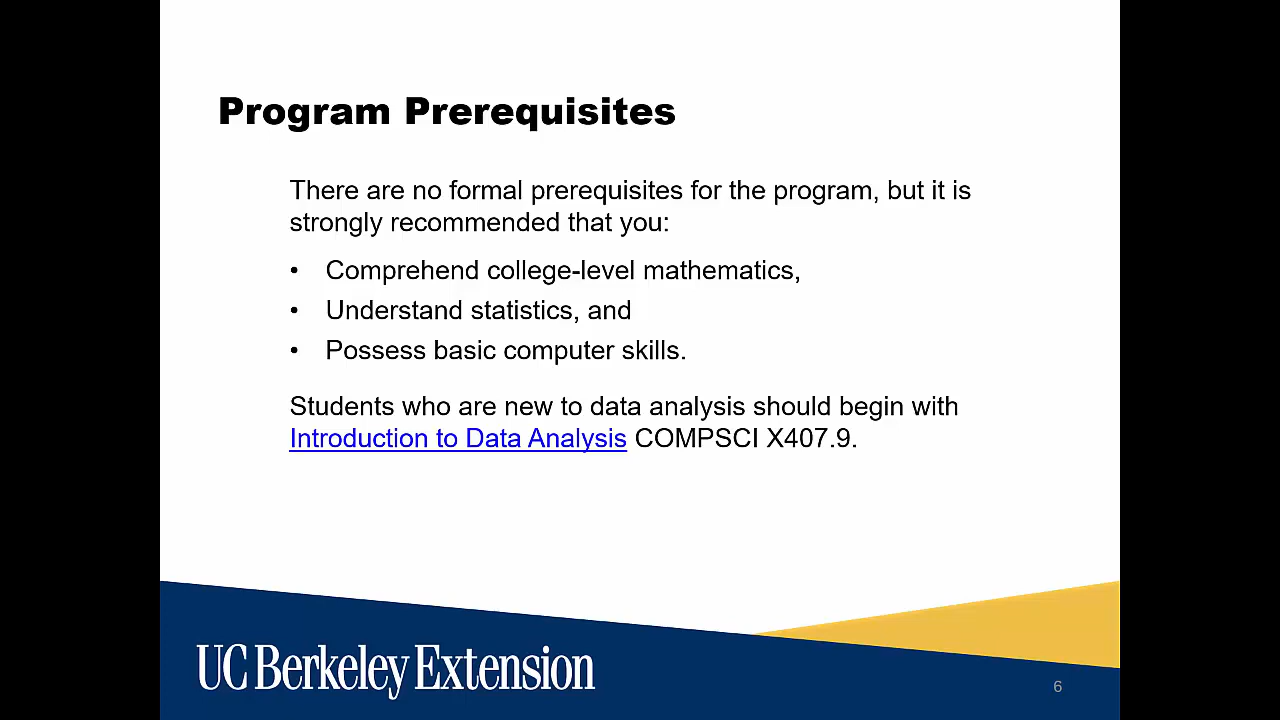 Program Prerequisites
There are no formal prerequisites for the program, but it is
strongly recommended that you:
• Comprehend college-level mathematics,
• Understand statistics, and
• Possess basic computer skills.
Students who are new to data analysis should begin with
Introduction to Data Analysis COMPSCI X407.9.
UC Berkeley Extension
6